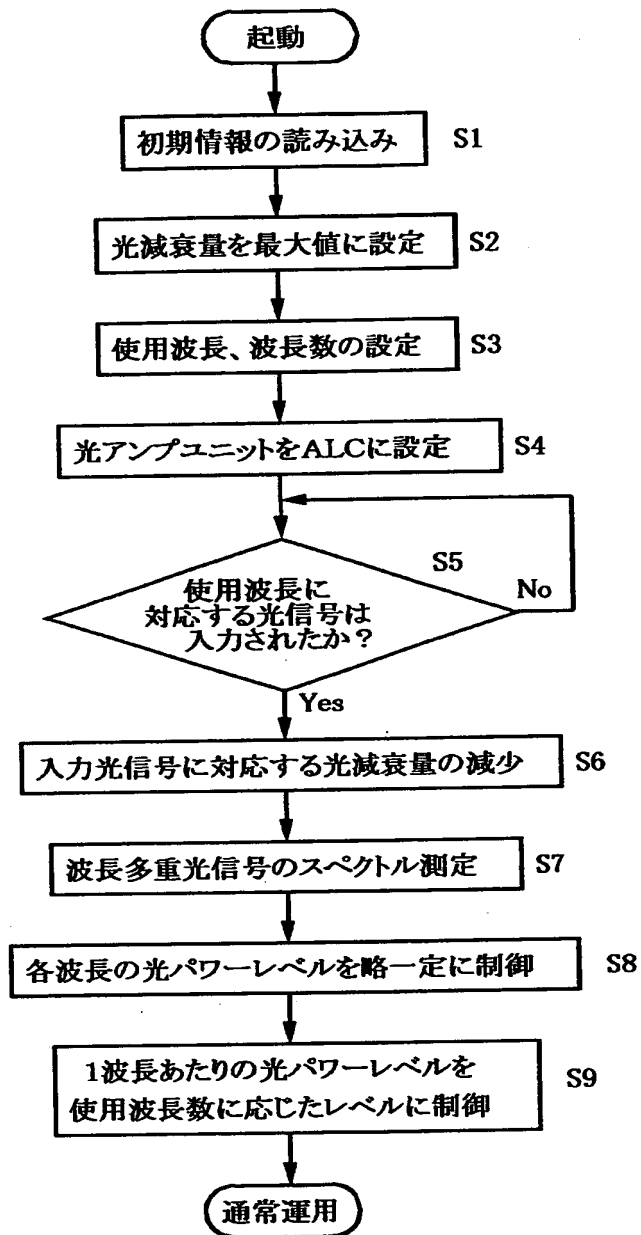 起動
初期情報の読み込み S1
光減衰量を最大値に設定 S2
使用波長、波長数の設定 S3
光アンプユニットをALCに設定 S4
S5
使用波長に
対応する光信号は
入力されたか？
No
Yes
入力光信号に対応する光減衰量の減少 S6
波長多重光信号のスペクトル測定 S7
各波長の光パワーレベルを略一定に制御 S8
1波長あたりの光パワーレベルを
使用波長数に応じたレベルに制御
S9
通常運用